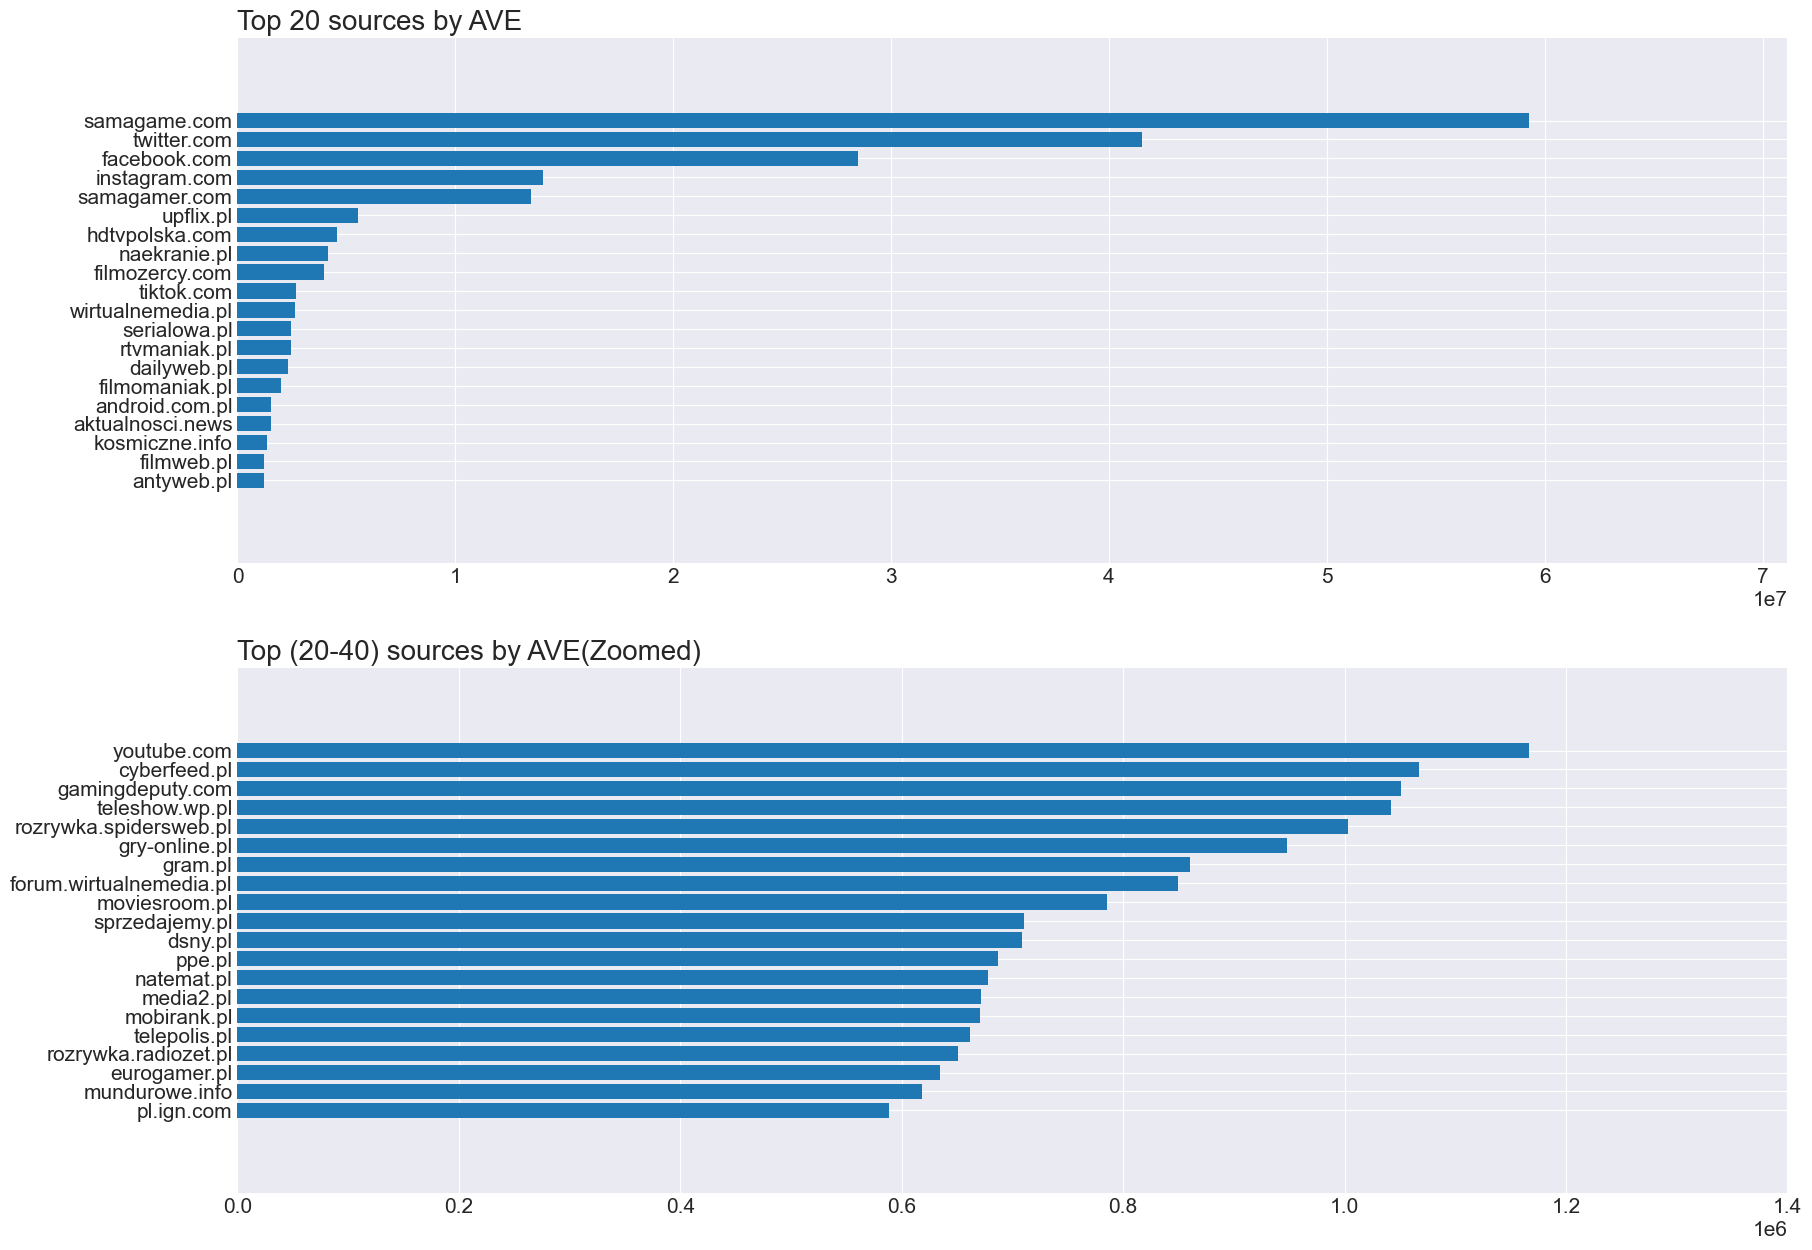 Top 20 sources by AVE
samagame.com
twitter.com
facebook.com
instagram.com
samagamer.com
upflix.pl
hdtvpolska.com
naekranie.pl
filmozercy.com
tiktok.com
wirtualnemedia.pl
serialowa.pl
rtvmaniak.pl
dailyweb.pl
filmomaniak.pl
android.com.pl
aktualnosci.news
kosmiczne.info
filmweb.pl
antyweb.pl
0 1 2 3 4 5 6 7
1e7
Top (20-40) sources by AVE(Zoomed)
youtube.com
cyberfeed.pl
gamingdeputy.com
teleshow.wp.pl
rozrywka.spidersweb.pl
gry-online.pl
gram.pl
forum.wirtualnemedia.pl
moviesroom.pl
sprzedajemy.pl
dsny.pl
ppe.pl
natemat.pl
media2.pl
mobirank.pl
telepolis.pl
rozrywka.radiozet.pl
eurogamer.pl
mundurowe.info
pl.ign.com
0.0 0.2 0.4 0.6 0.8 1.0 1.2 1.4
1e6